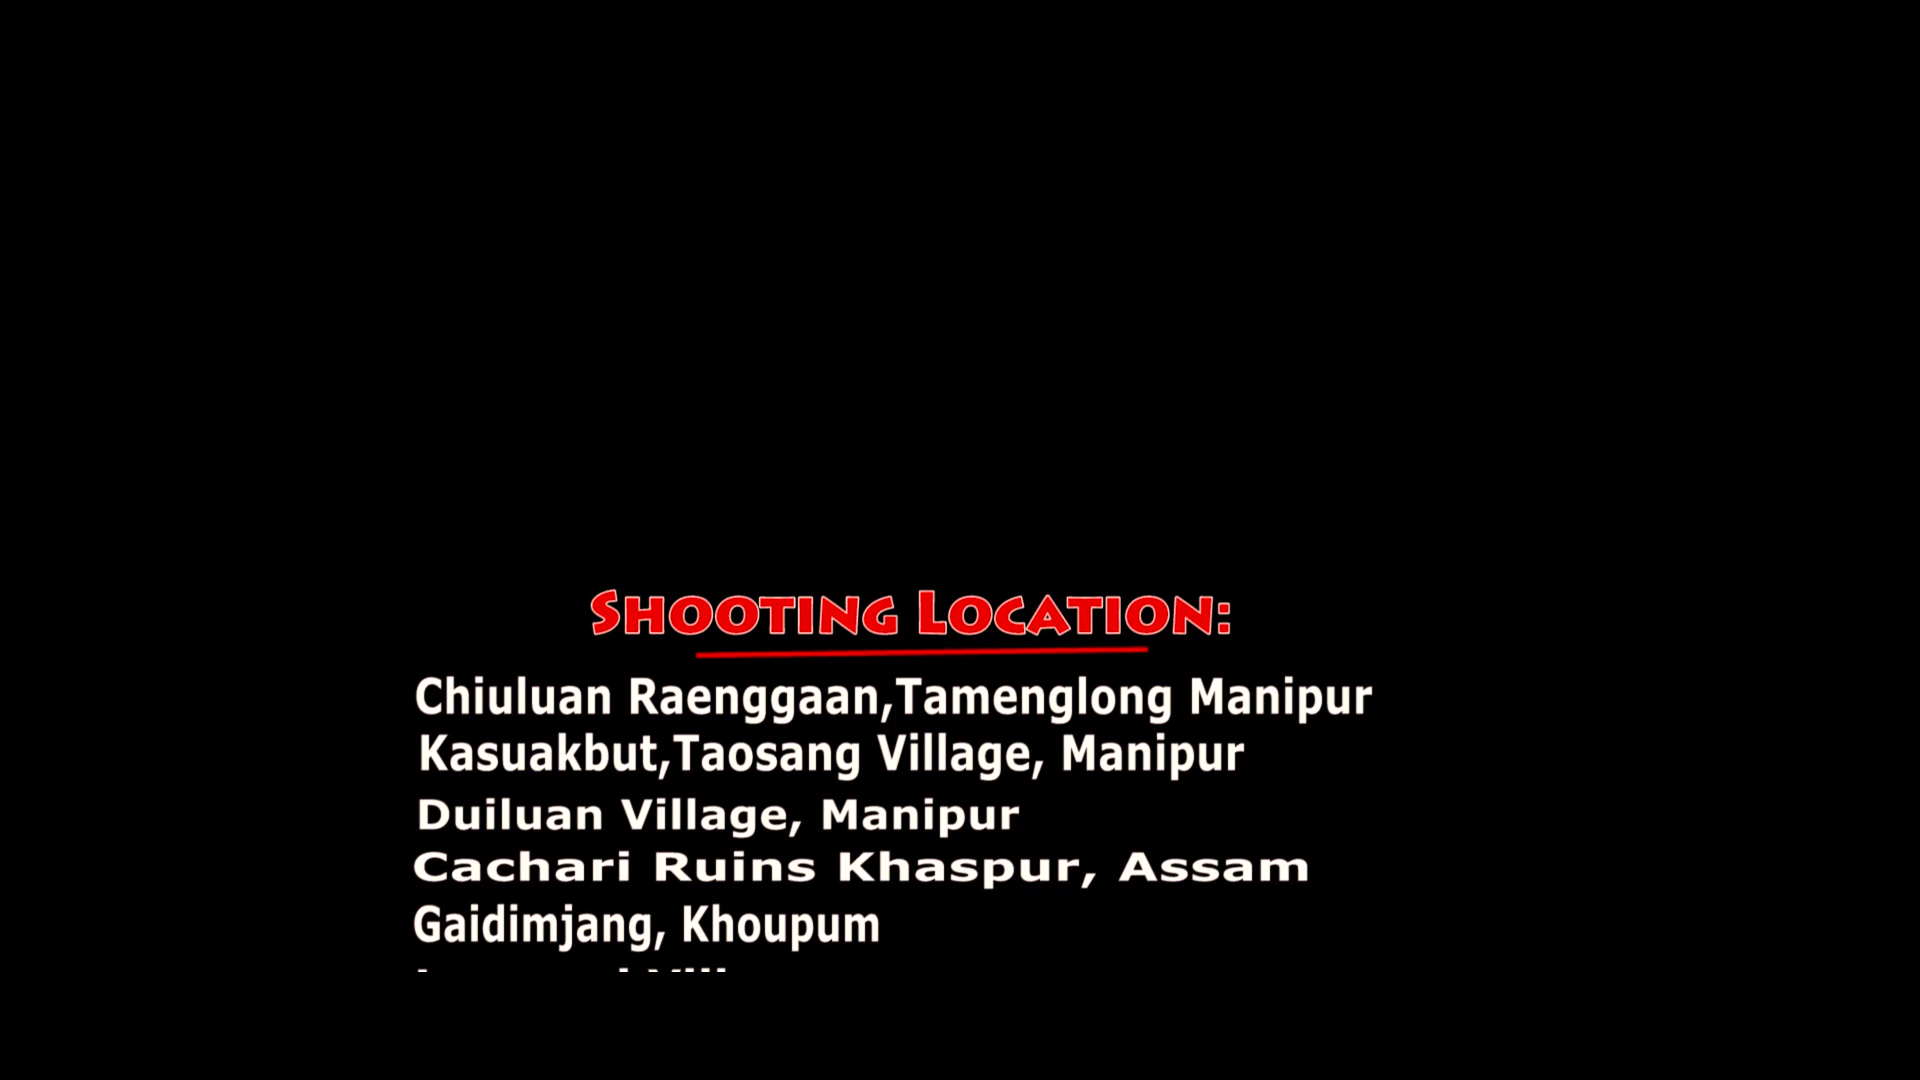 SHOOTING LOCATION:
Chiuluan Raenggaan,Tamenglong Manipur
Kasuakbut,Taosang Village, Manipur
Duiluan Village, Manipur
Cachari Ruins Khaspur, Assam
Gaidimjang, Khoupum